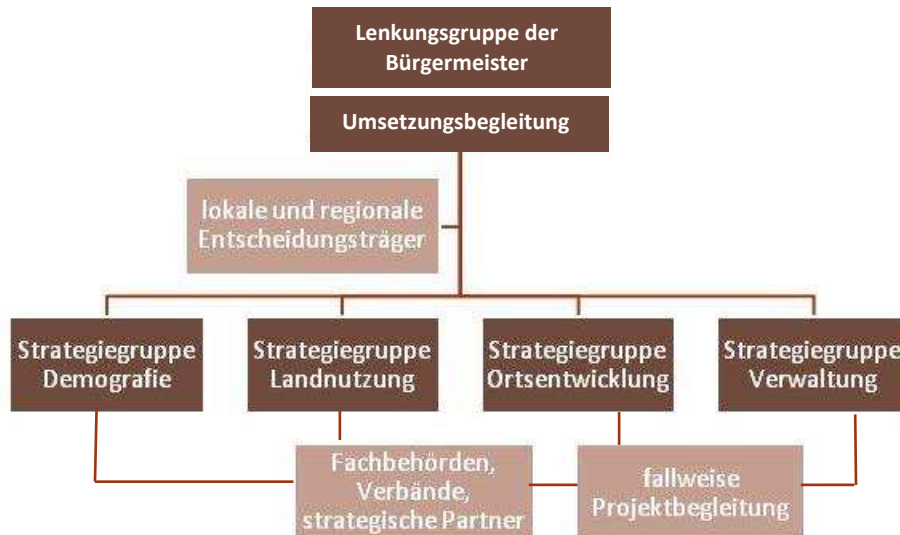 Lenkungsgruppe der
Bürgermeister
Umsetzungsbegleitung
lokale und regionale
Entscheidungsträger
Strategiegruppe
Demografie
Strategiegruppe
Landnutzung
Strategiegruppe
Ortsentwicklung
Strategiegruppe
Verwaltung
Fachbehörden,
Verbände,
strategische Partner
fallweise
Projektbegleitung